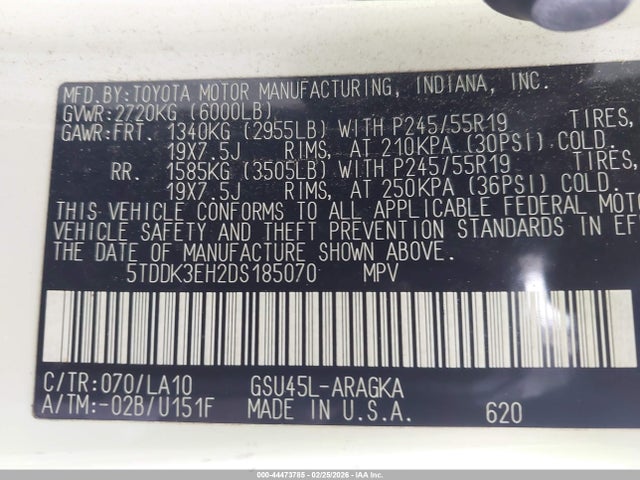 MFD.BY:TOYOTA MOTOR MANUFACTURING, INDIANA, INC.
GVWR:2720KG (6000LB)
GAWR:FRT. 1340KG (2955LB) WITH P245/55R19 TIRES,
19X7.5J RIMS, AT 210KPA (30PSI) COLD.
RR. 1585KG (3505LB) WITH P245/55R19 TIRES,
19X7.5J RIMS, AT 250KPA (36PSI) COLD.
THIS VEHICLE CONFORMS TO ALL APPLICABLE FEDERAL MOTO
VEHICLE SAFETY AND THEFT PREVENTION STANDARDS IN EF
THE DATE OF MANUFACTURE SHOWN ABOVE.
5TDDK3EH2DS185070 MPV
C/TR:070/LA10 GSU45L-ARAGKA
A/TM:-02B/U151F MADE IN U.S.A. 620
000-44473785 - 02/25/2026 - IAA Inc.